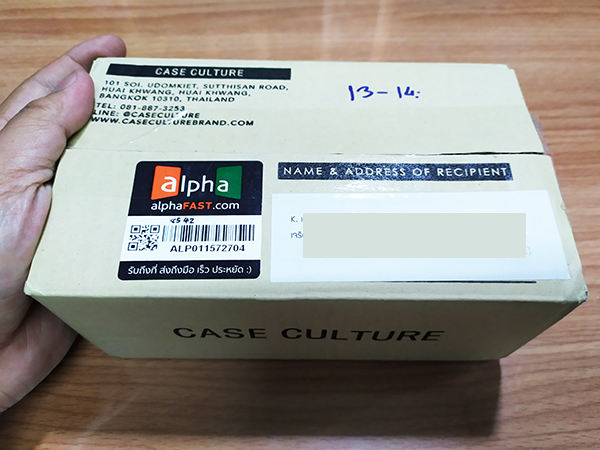 CASE CULTURE
101 SOI. UDOMKIET, SUTTHISAN ROAD,
HUAI KHWANG, HUAI KHWANG,
BANGKOK 10310, THAILAND
TEL: 081-887-3253
LINE: @CASECULTURE
WWW.CASECULTUREBRAND.COM
13-14:
alpha
alphaFAST.com
ALP011572704
รับถึงที่ ส่งถึงมือ เร็ว ประหยัด :)
NAME & ADDRESS OF RECIPIENT
K.
CASE CULTURE